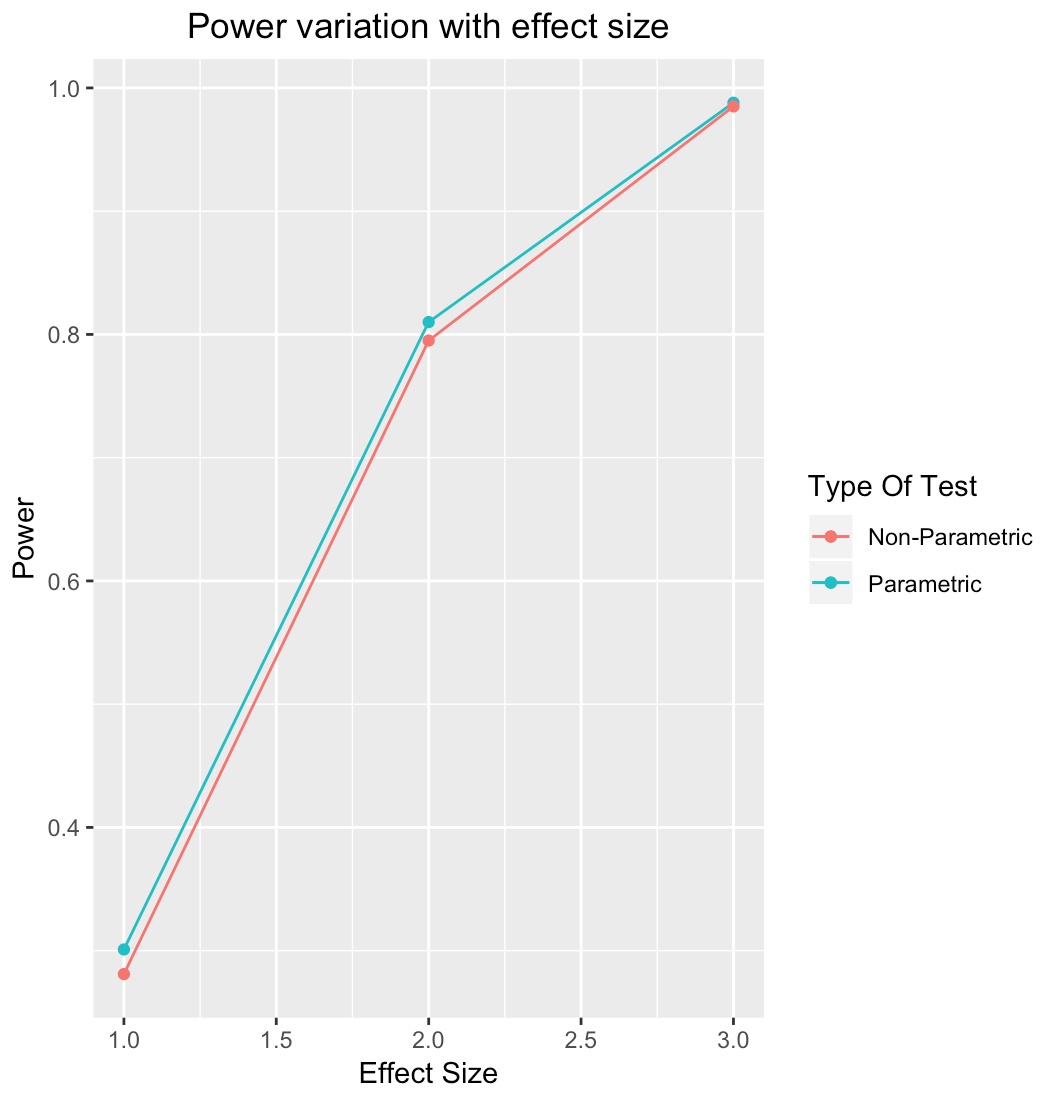 Power variation with effect size
1.0
0.8
0.6
0.4
Power
1.0 1.5 2.0 2.5 3.0
Effect Size
Type Of Test
Non-Parametric
Parametric